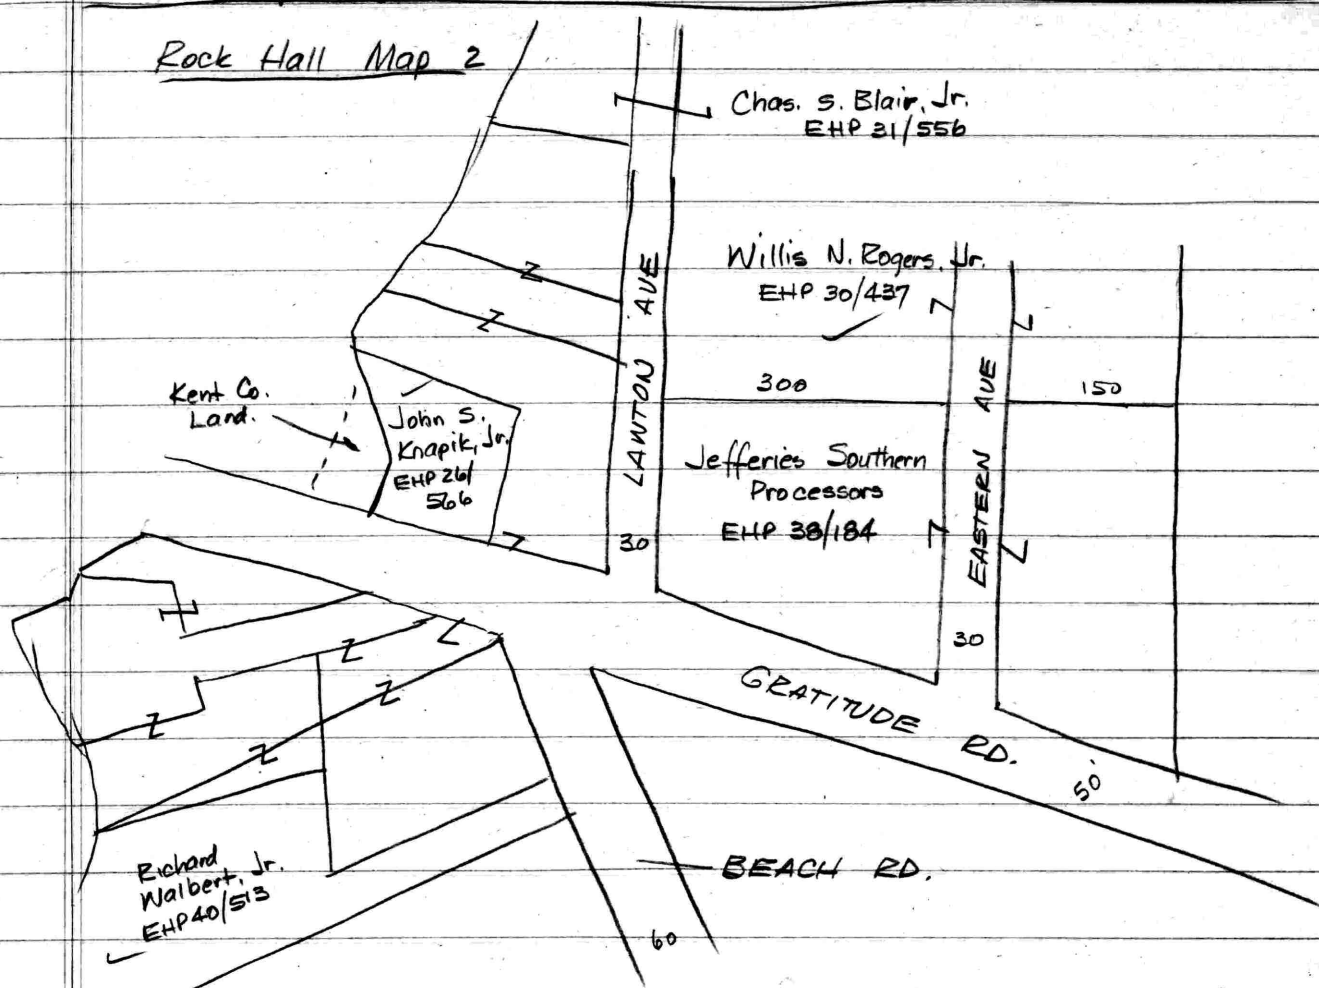 Rock Hall Map 2
Chas. S. Blair, Jr.
EHP 31/556
Willis N. Rogers, Jr.
EHP 30/437
LAWTON AVE
EASTERN AVE
300
150
Kent Co.
Land.
John S.
Knapik, Jr.
EHP 26/
566
Jefferies Southern
Processors
EHP 38/184
30
30
GRATITUDE RD.
50'
Richard
Walbert, Jr.
EHP 40/513
BEACH RD.
60